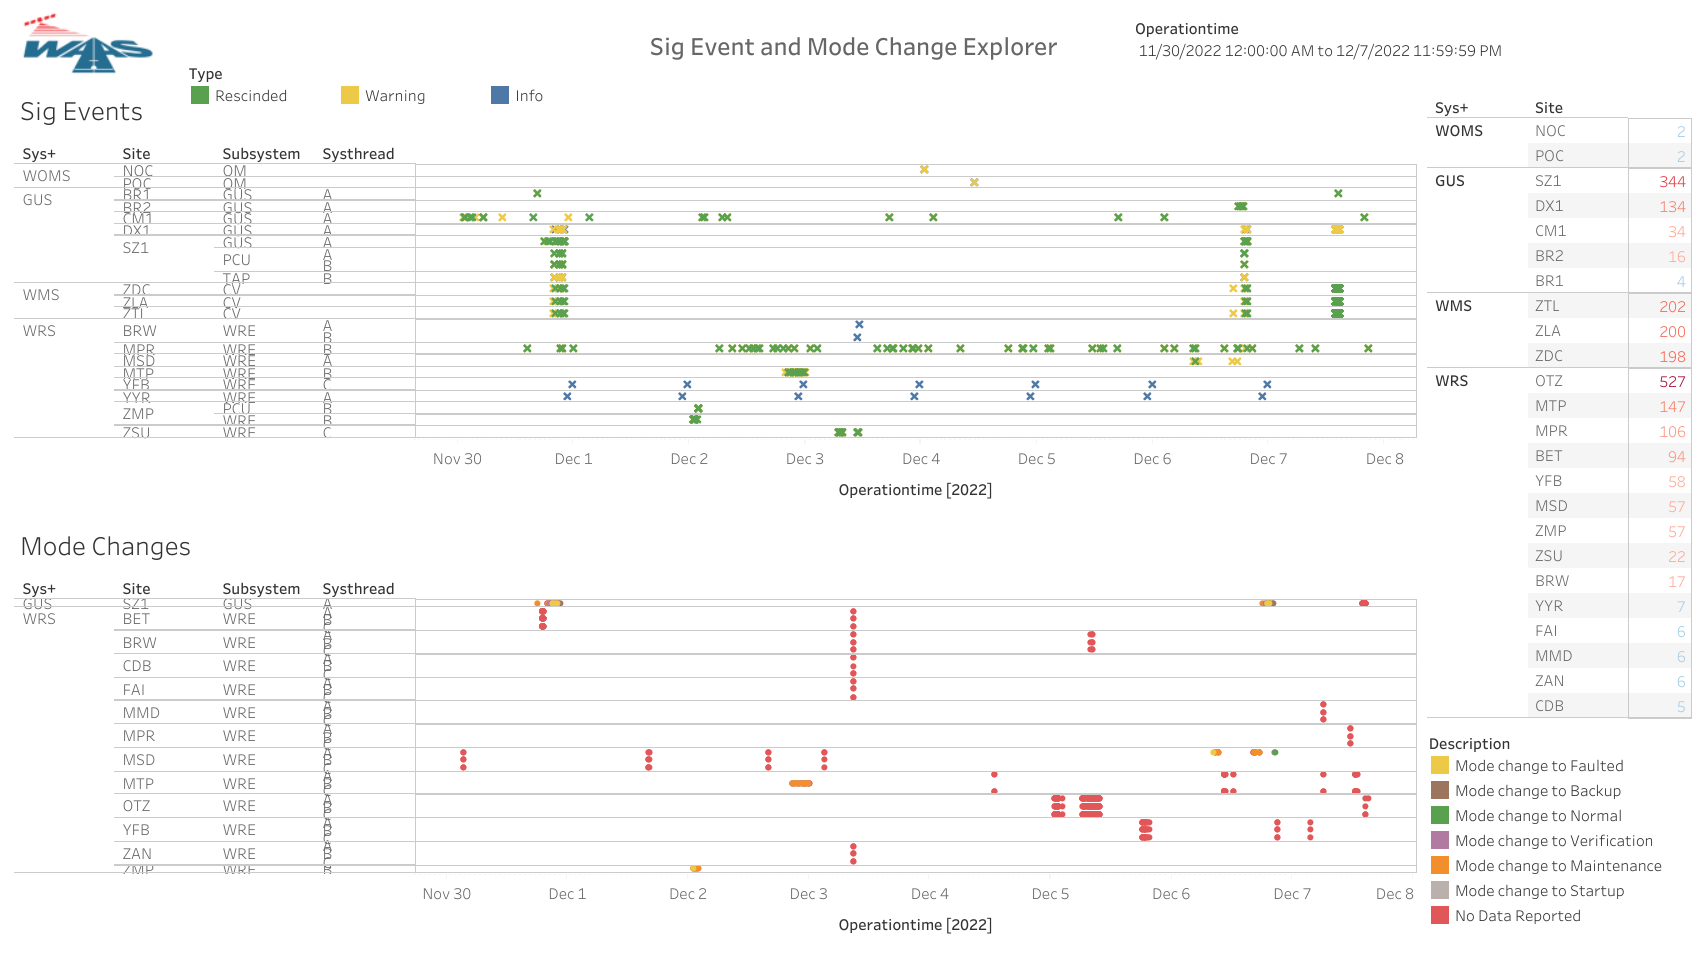 WAAS
Sig Event and Mode Change Explorer
Operationtime
11/30/2022 12:00:00 AM to 12/7/2022 11:59:59 PM
Type
Rescinded
Warning
Info
Sig Events
Sys+ Site Subsystem Systhread
WOMS NOC OM
POC OM
GUS BR1 GUS A
BR2 GUS A
CM1 GUS A
DX1 GUS A
SZ1 GUS A
PCU A
B
TAP B
WMS ZDC CV
ZLA CV
ZTL CV
WRS BRW WRE A
B
MPR WRE B
MSD WRE A
MTP WRE B
YFB WRE C
YYR WRE A
ZMP PCU B
WRE B
ZSU WRE C
Nov 30 Dec 1 Dec 2 Dec 3 Dec 4 Dec 5 Dec 6 Dec 7 Dec 8
Operationtime [2022]
Mode Changes
Sys+ Site Subsystem Systhread
GUS SZ1 GUS A
WRS BET WRE A B
BRW WRE A B
CDB WRE A B C
FAI WRE A B
MMD WRE A B
MPR WRE A B
MSD WRE A B
MTP WRE A B C
OTZ WRE A B C
YFB WRE A B
ZAN WRE A B
ZMP WRE B
Nov 30 Dec 1 Dec 2 Dec 3 Dec 4 Dec 5 Dec 6 Dec 7 Dec 8
Operationtime [2022]
Sys+ Site
WOMS NOC 2
POC 2
GUS SZ1 344
DX1 134
CM1 34
BR2 16
BR1 4
WMS ZTL 202
ZLA 200
ZDC 198
WRS OTZ 527
MTP 147
MPR 106
BET 94
YFB 58
MSD 57
ZMP 57
ZSU 22
BRW 17
YYR 7
FAI 6
MMD 6
ZAN 6
CDB 5
Description
Mode change to Faulted
Mode change to Backup
Mode change to Normal
Mode change to Verification
Mode change to Maintenance
Mode change to Startup
No Data Reported